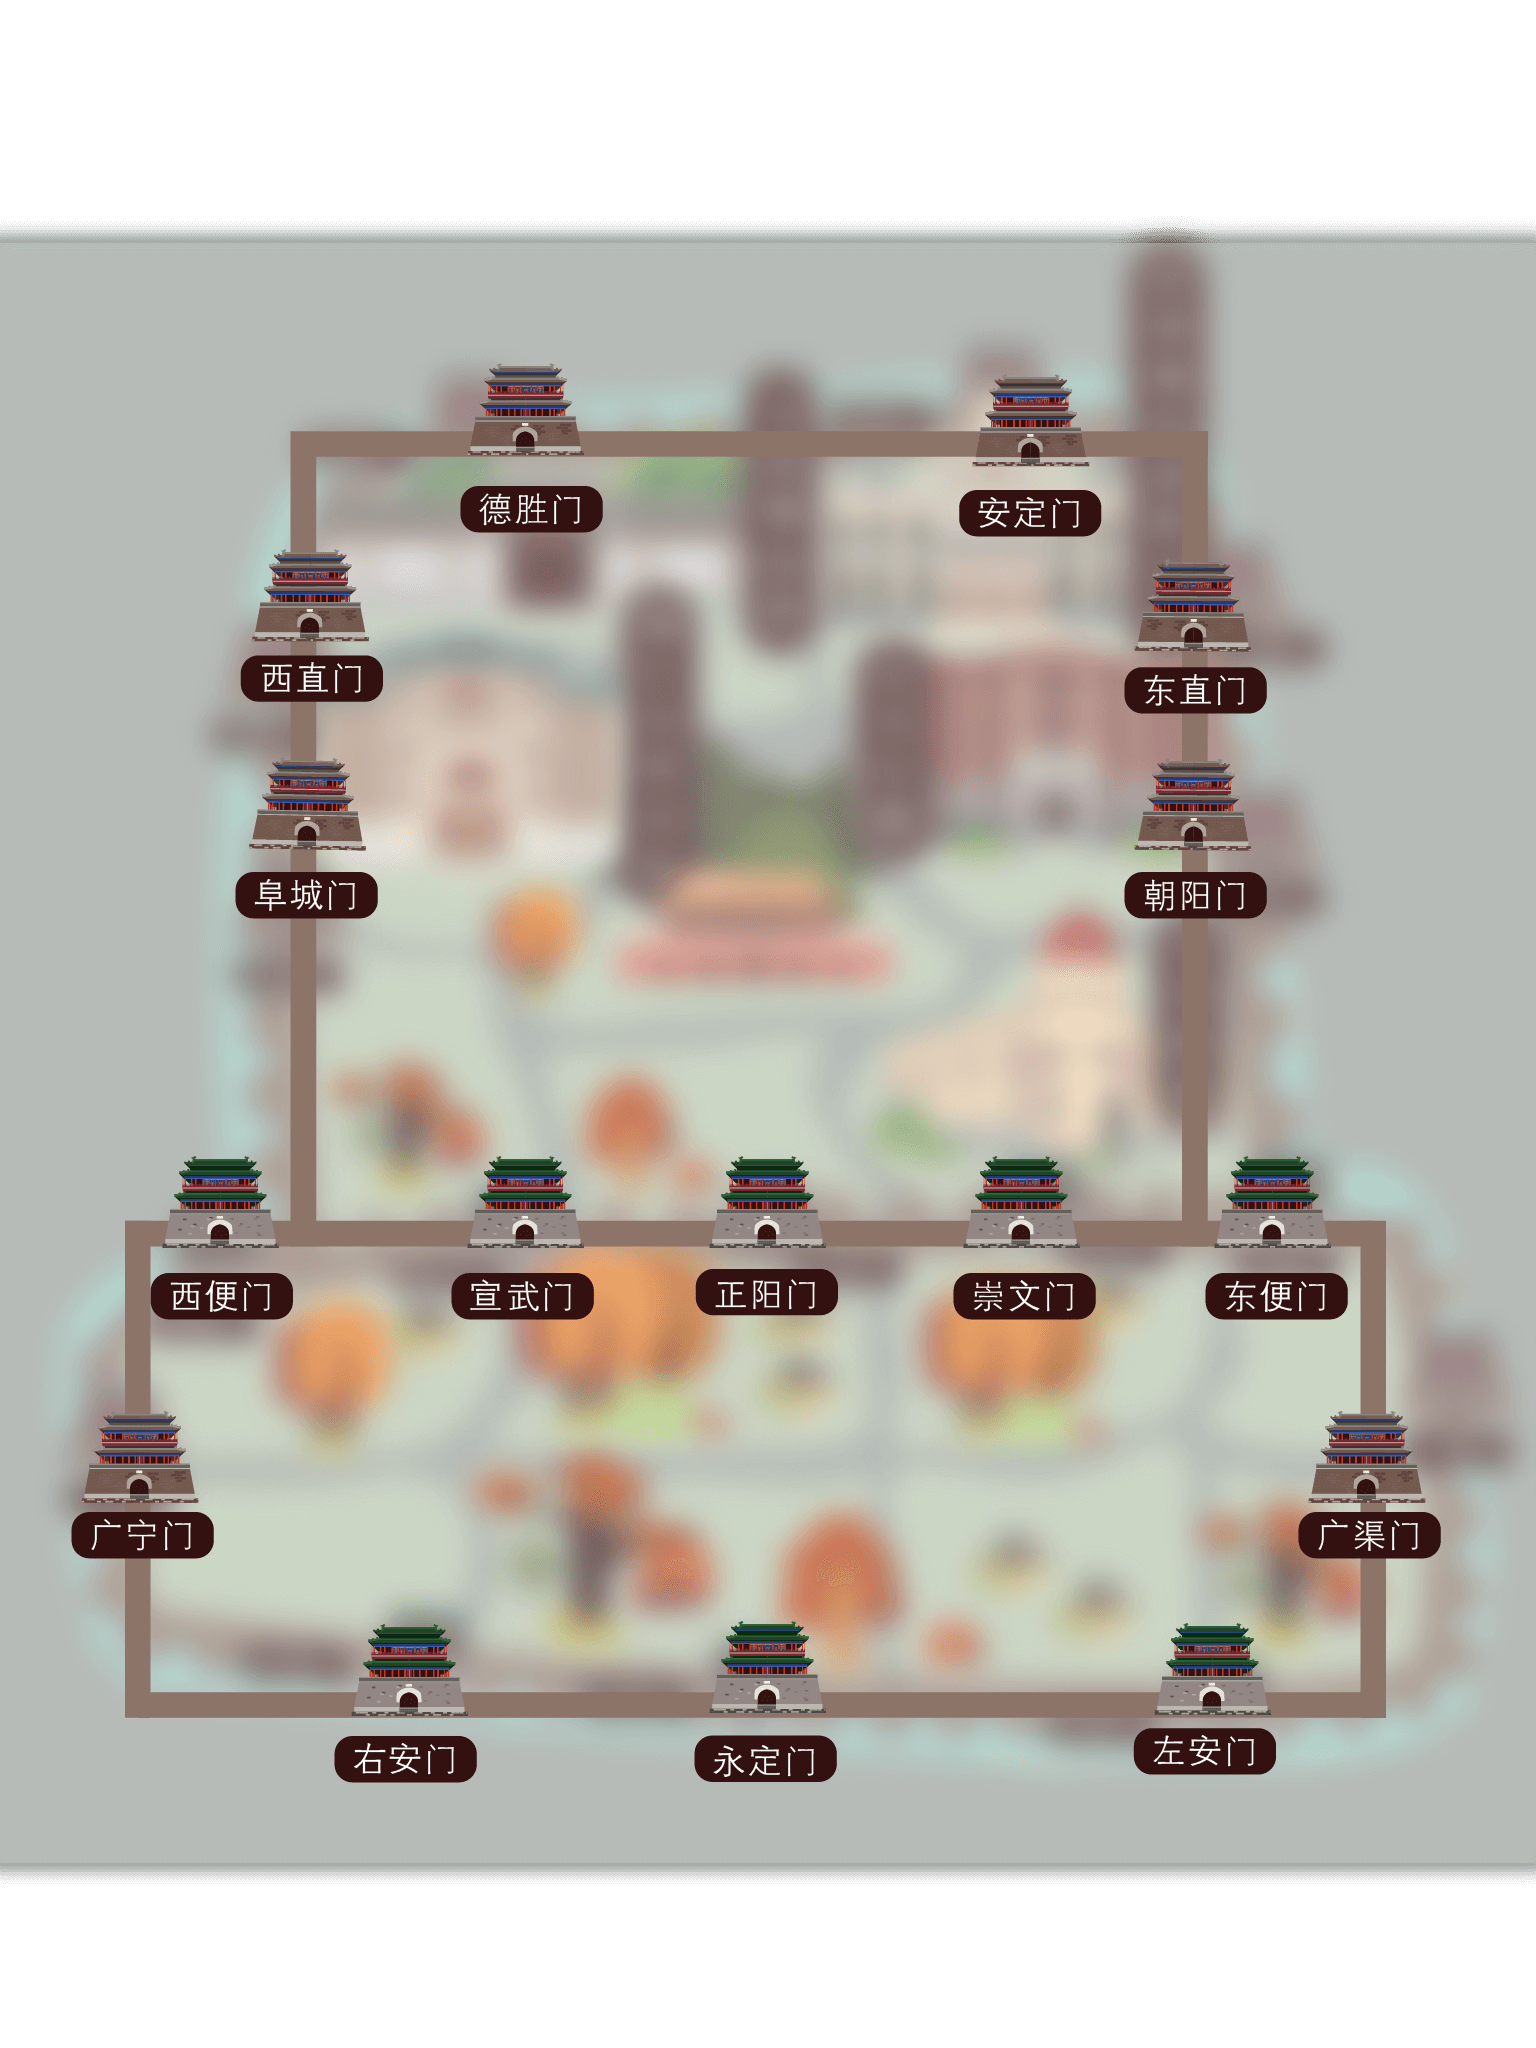 德胜门
安定门
西直门
东直门
阜城门
朝阳门
西便门
宣武门
正阳门
崇文门
东便门
广宁门
广渠门
右安门
永定门
左安门